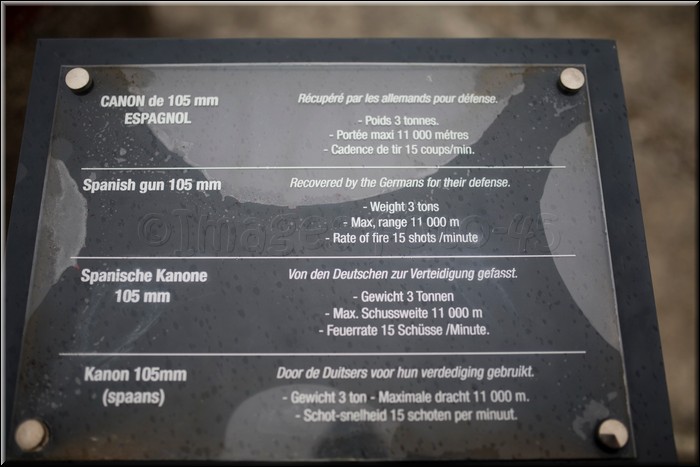 CANON de 105 mm
ESPAGNOL
Récupéré par les allemands pour défense.
- Poids 3 tonnes.
- Portée maxi 11 000 métres
- Cadence de tir 15 coups/min.
Spanish gun 105 mm
Recovered by the Germans for their defense.
- Weight 3 tons
- Max, range 11 000 m
- Rate of fire 15 shots /minute
Spanische Kanone
105 mm
Von den Deutschen zur Verteidigung gefasst.
- Gewicht 3 Tonnen
- Max. Schussweite 11 000 m
- Feuerrate 15 Schüsse /Minute.
Kanon 105mm
(spaans)
Door de Duitsers voor hun verdediging gebruikt.
- Gewicht 3 ton - Maximale dracht 11 000 m.
- Schot-snelheid 15 schoten per minuut.